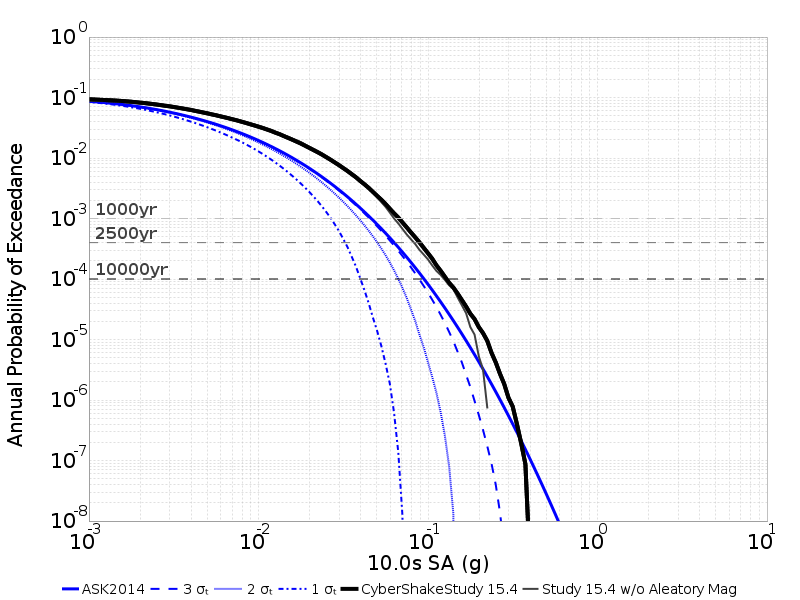 10^0
10^-1
10^-2
10^-3
10^-4
10^-5
10^-6
10^-7
10^-8
1000yr
2500yr
10000yr
Annual Probability of Exceedance
10^-3 10^-2 10^-1 10^0 10^1
10.0s SA (g)
ASK2014 3 σₜ 2 σₜ 1 σₜ CyberShakeStudy 15.4 Study 15.4 w/o Aleatory Mag